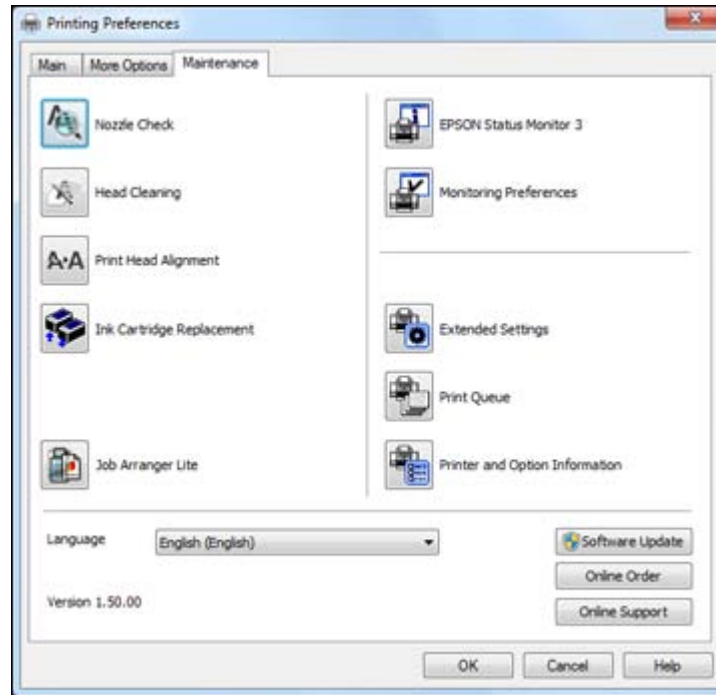 Printing Preferences
Main More Options Maintenance
Nozzle Check
EPSON Status Monitor 3
Head Cleaning
Monitoring Preferences
A·A Print Head Alignment
Ink Cartridge Replacement
Extended Settings
Print Queue
Job Arranger Lite
Printer and Option Information
Language English (English)
Software Update
Online Order
Version 1.50.00
Online Support
OK Cancel Help